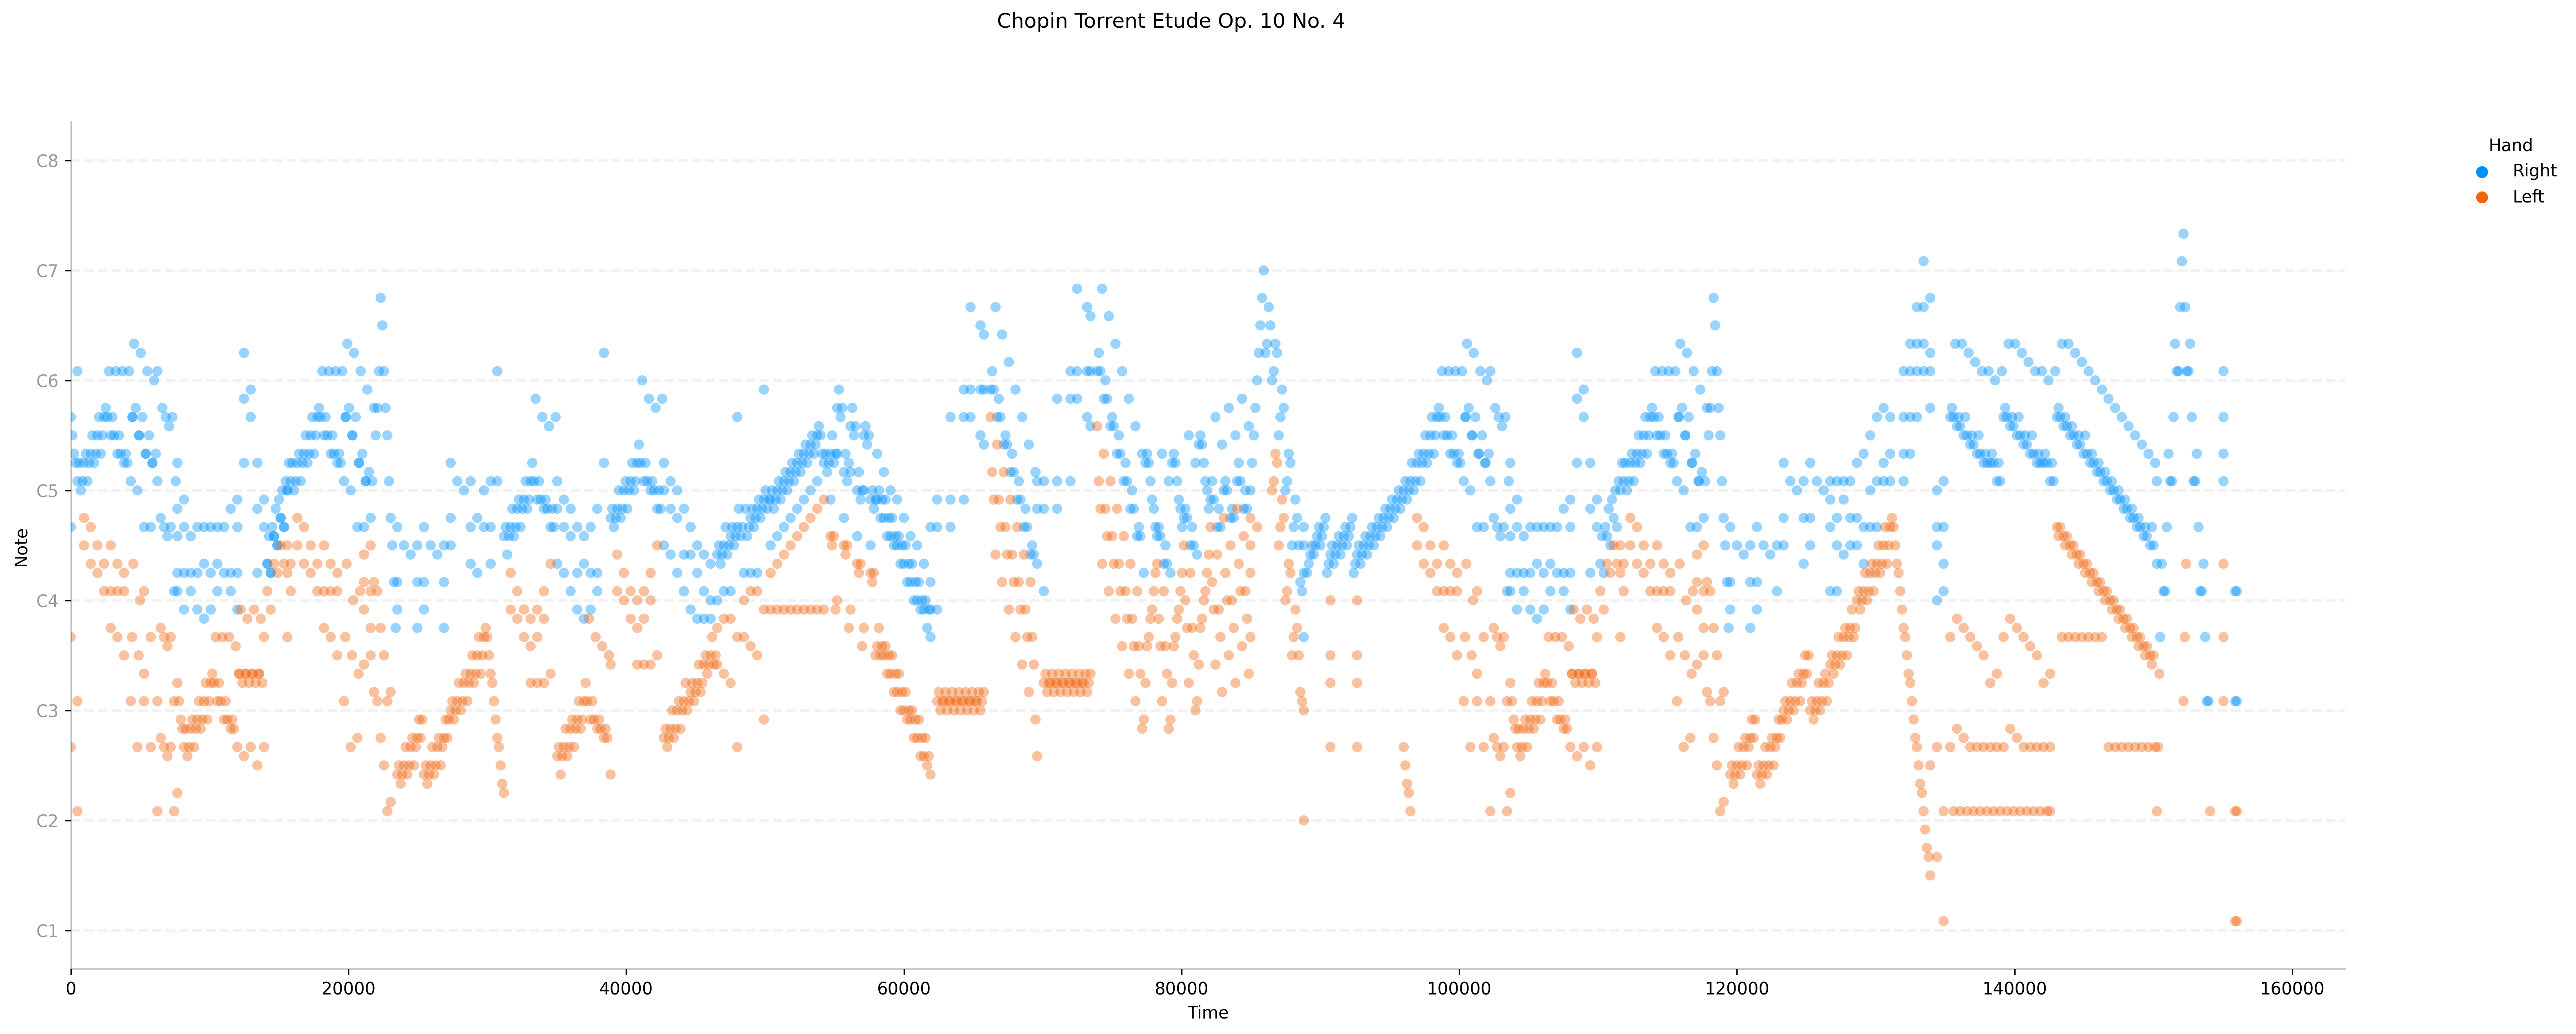 Chopin Torrent Etude Op. 10 No. 4
Hand
Right
Left
Note
C8
C7
C6
C5
C4
C3
C2
C1
0 20000 40000 60000 80000 100000 120000 140000 160000
Time